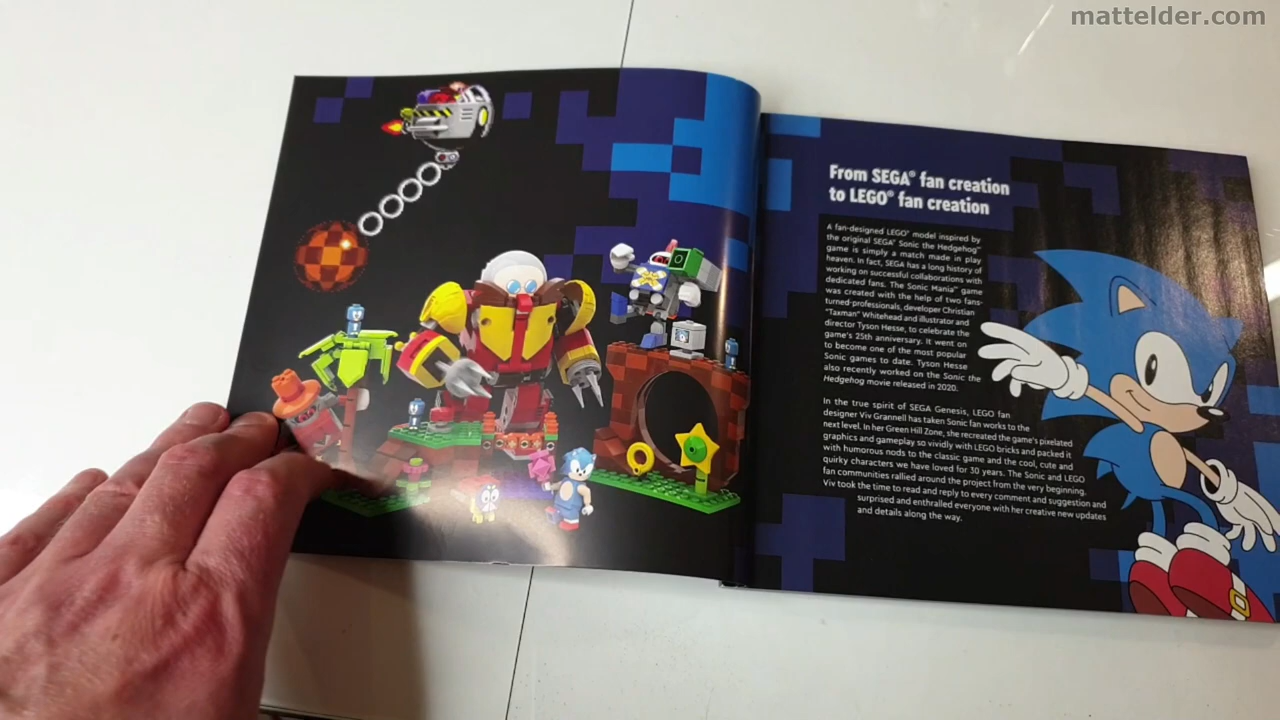 mattelder.com
From SEGA® fan creation
to LEGO® fan creation
A fan-designed LEGO® model inspired by
the original SEGA® Sonic the Hedgehog™
game is simply a match made in play
heaven. In fact, SEGA has a long history of
working on successful collaborations with
dedicated fans. The Sonic Mania™ game
was created with the help of two fans-
turned-professionals, developer Christian
"Taxman" Whitehead and illustrator and
director Tyson Hesse, to celebrate the
game's 25th anniversary. It went on
to become one of the most popular
Sonic games to date. Tyson Hesse
also recently worked on the Sonic the
Hedgehog movie released in 2020.
In the true spirit of SEGA Genesis, LEGO fan
designer Viv Grannell has taken Sonic fan works to the
next level. In her Green Hill Zone, she recreated the game's pixelated
graphics and gameplay so vividly with LEGO bricks and packed it
with humorous nods to the classic game and the cool, cute and
quirky characters we have loved for 30 years. The Sonic and LEGO
fan communities rallied around the project from the very beginning.
Viv took the time to read and reply to every comment and suggestion and
surprised and enthralled everyone with her creative new updates
and details along the way.